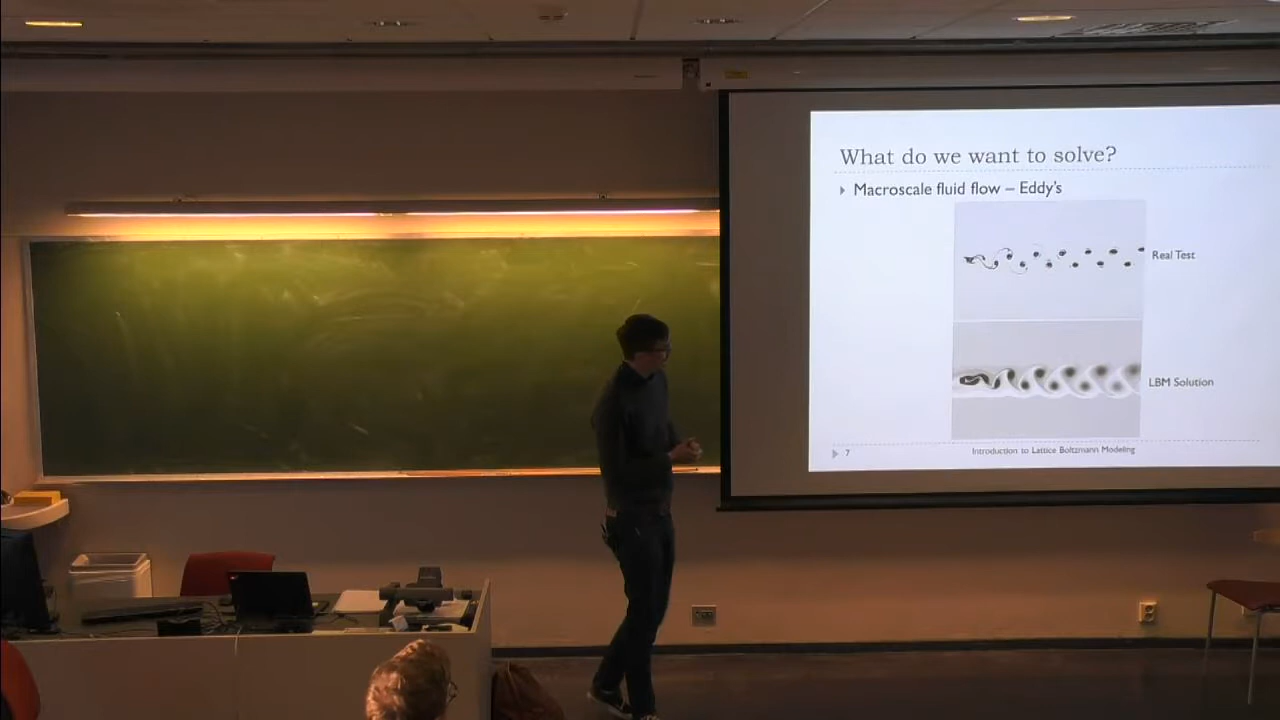 What do we want to solve?
Macroscale fluid flow – Eddy's
Real Test
LBM Solution
7
Introduction to Lattice Boltzmann Modeling